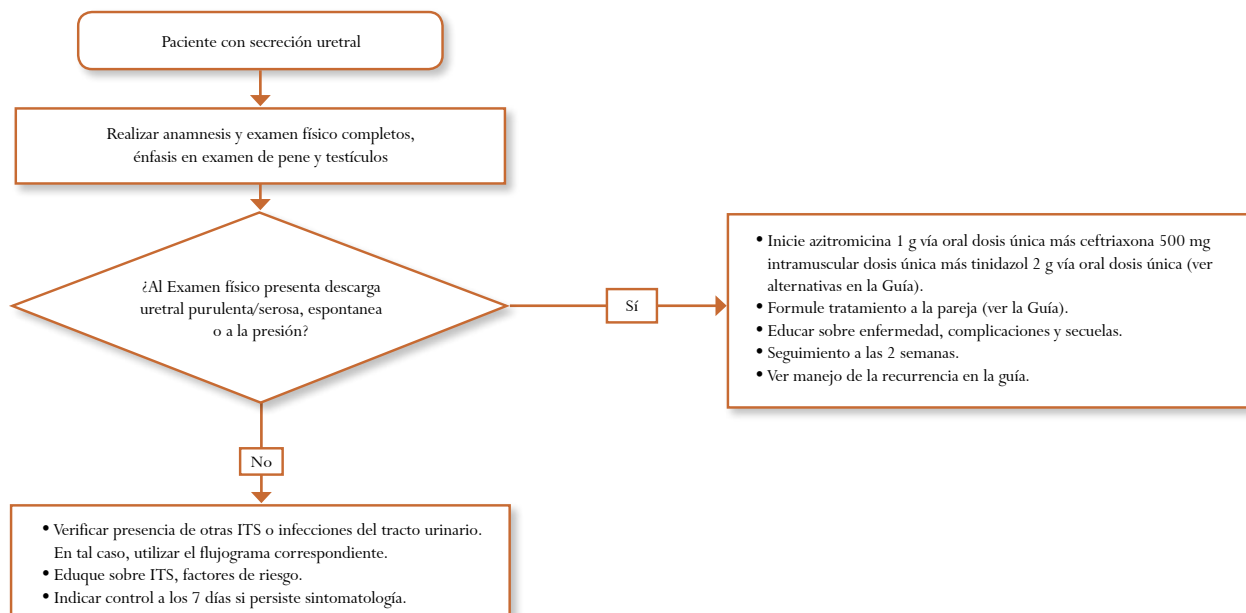 Paciente con secreción uretral
Realizar anamnesis y examen físico completos,
énfasis en examen de pene y testículos
¿Al Examen físico presenta descarga
uretral purulenta/serosa, espontanea
o a la presión?
Sí
• Inicie azitromicina 1 g vía oral dosis única más ceftriaxona 500 mg
intramuscular dosis única más tinidazol 2 g vía oral dosis única (ver
alternativas en la Guía).
• Formule tratamiento a la pareja (ver la Guía).
• Educar sobre enfermedad, complicaciones y secuelas.
• Seguimiento a las 2 semanas.
• Ver manejo de la recurrencia en la guía.
No
• Verificar presencia de otras ITS o infecciones del tracto urinario.
En tal caso, utilizar el flujograma correspondiente.
• Eduque sobre ITS, factores de riesgo.
• Indicar control a los 7 días si persiste sintomatología.